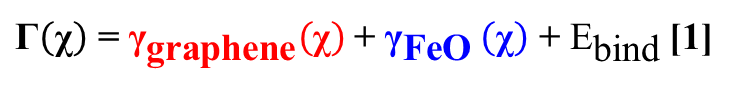 Γ(χ) = γgraphene(χ) + γFeO (χ) + Ebind [1]